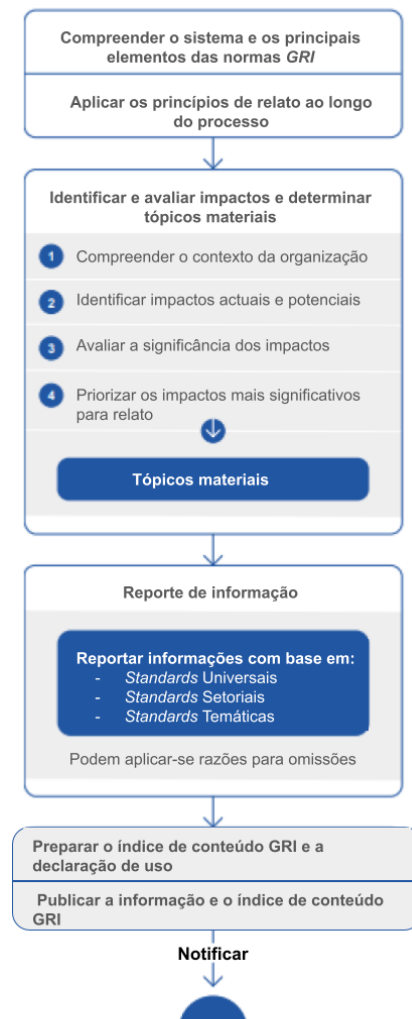 Compreender o sistema e os principais
elementos das normas GRI
Aplicar os princípios de relato ao longo
do processo
Identificar e avaliar impactos e determinar
tópicos materiais
1 Compreender o contexto da organização
2 Identificar impactos actuais e potenciais
3 Avaliar a significância dos impactos
4 Priorizar os impactos mais significativos
para relato
Tópicos materiais
Reporte de informação
Reportar informações com base em:
- Standards Universais
- Standards Setoriais
- Standards Temáticas
Podem aplicar-se razões para omissões
Preparar o índice de conteúdo GRI e a
declaração de uso
Publicar a informação e o índice de conteúdo
GRI
Notificar